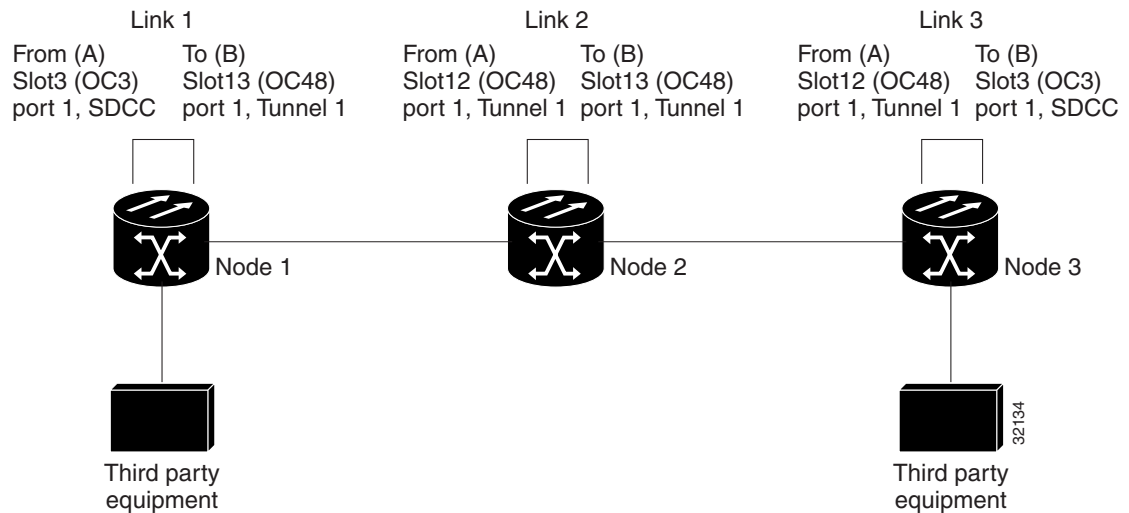 Link 1
From (A)
Slot3 (OC3)
port 1, SDCC
To (B)
Slot13 (OC48)
port 1, Tunnel 1
Link 2
From (A)
Slot12 (OC48)
port 1, Tunnel 1
To (B)
Slot13 (OC48)
port 1, Tunnel 1
Link 3
From (A)
Slot12 (OC48)
port 1, Tunnel 1
To (B)
Slot3 (OC3)
port 1, SDCC
Node 1
Node 2
Node 3
Third party
equipment
Third party
equipment
32134